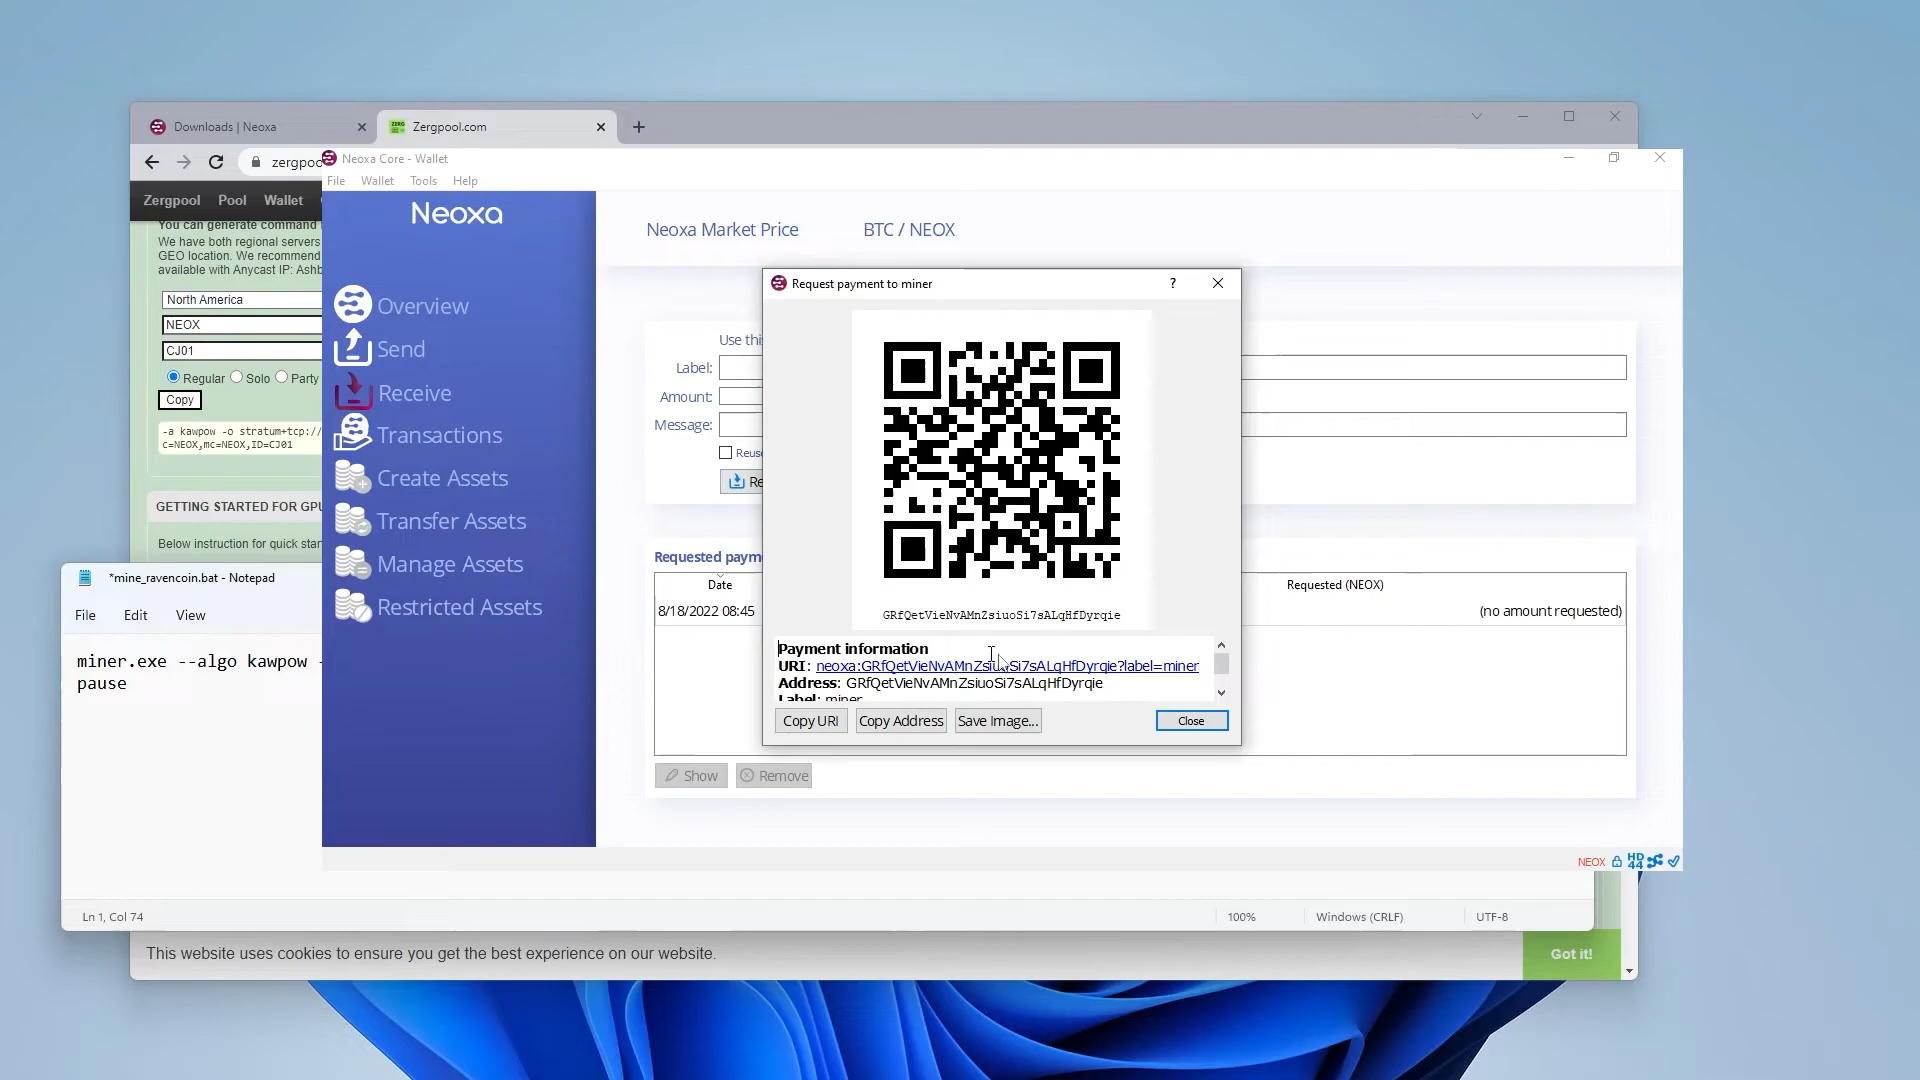 Downloads | Neoxa
Zergpool.com
zergpoo
Zergpool Pool Wallet
You can generate command
We have both regional servers
GEO location. We recommend
available with Anycast IP: Ashb
North America
NEOX
CJ01
Regular Solo Party
Copy
-a kawpow -o stratum+tcp://
c=NEOX,mc=NEOX,ID=CJ01
GETTING STARTED FOR GPU
Below instruction for quick star
Neoxa Core - Wallet
File Wallet Tools Help
Neoxa
Overview
Send
Receive
Transactions
Create Assets
Transfer Assets
Manage Assets
Restricted Assets
Neoxa Market Price BTC / NEOX
Use thi
Label:
Amount:
Message:
Reus
Re
Requested paym
Date Requested (NEOX)
8/18/2022 08:45 (no amount requested)
Show Remove
NEOX HD 44
Request payment to miner ?
GRfQetVieNvAMnZsiuoSi7sALqHfDyrqie
Payment information
URI: neoxa:GRfQetVieNvAMnZsiuoSi7sALqHfDyrqie?label=miner
Address: GRfQetVieNvAMnZsiuoSi7sALqHfDyrqie
Label: miner
Copy URI Copy Address Save Image... Close
*mine_ravencoin.bat - Notepad
File Edit View
miner.exe --algo kawpow -
pause
Ln 1, Col 74 100% Windows (CRLF) UTF-8
This website uses cookies to ensure you get the best experience on our website.
Got it!